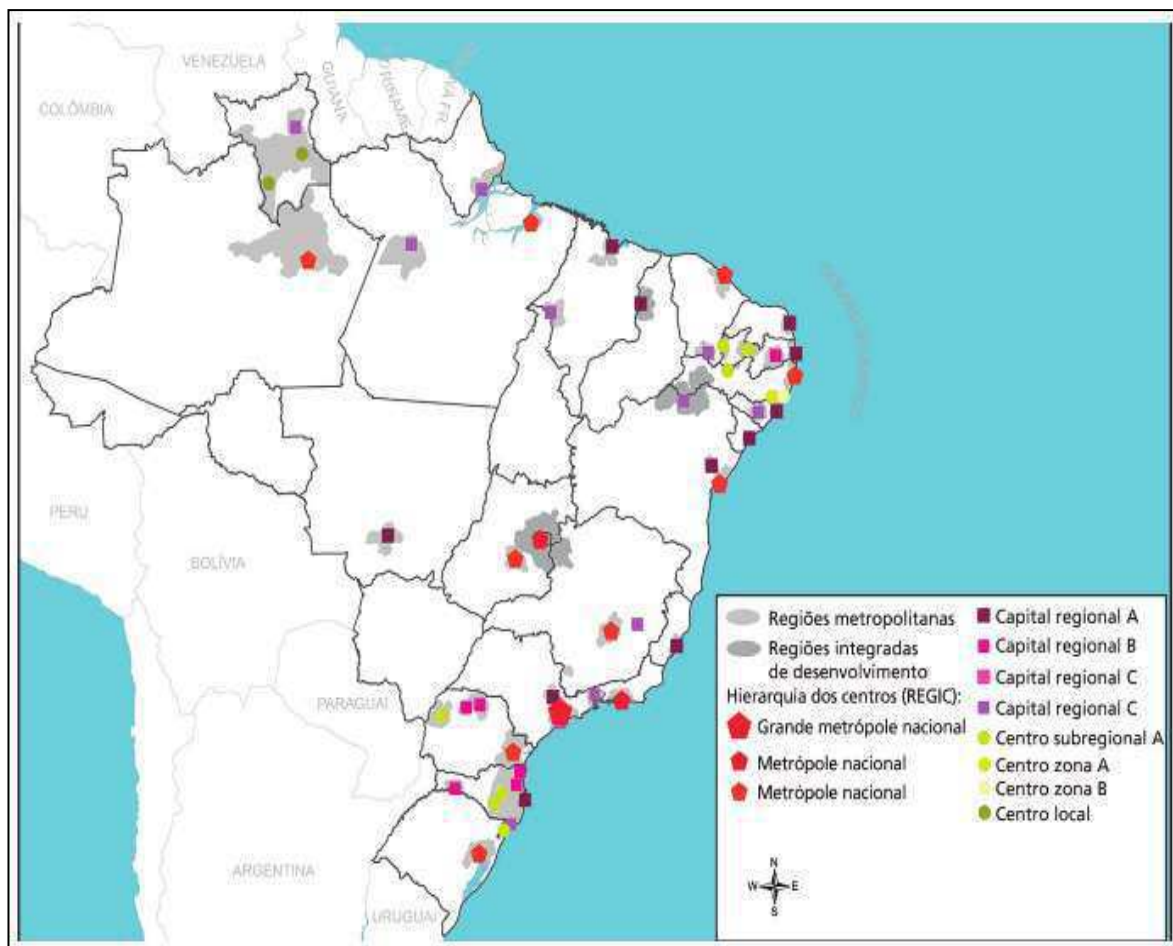 VENEZUELA
COLÔMBIA
GUIANA
PERU
BOLÍVIA
PARAGUAI
ARGENTINA
URUGUAI
Regiões metropolitanas
Regiões integradas
de desenvolvimento
Hierarquia dos centros (REGIC):
Grande metrópole nacional
Metrópole nacional
Metrópole nacional
Capital regional A
Capital regional B
Capital regional C
Capital regional C
Centro subregional A
Centro zona A
Centro zona B
Centro local
N
W E
S